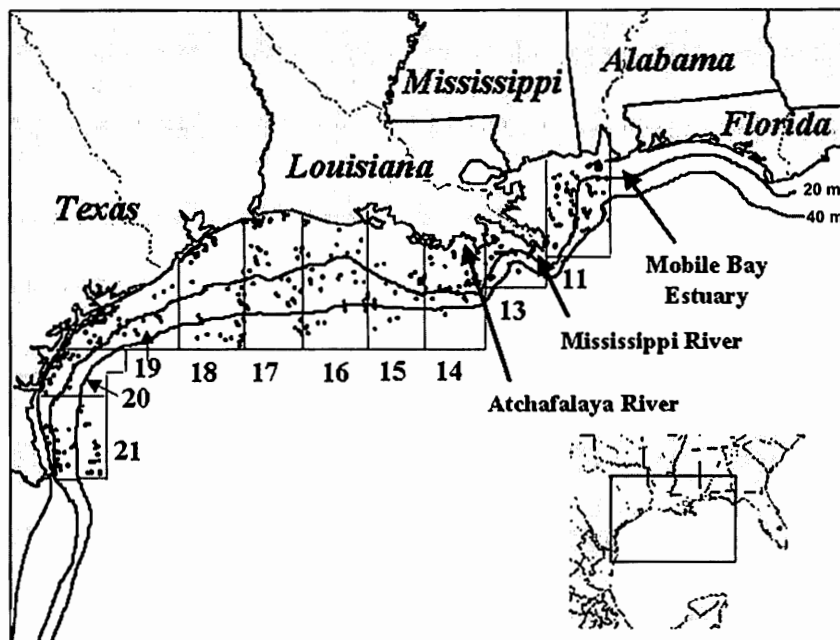 Alabama
Mississippi
Florida
Louisiana
Texas
20 m
40 m
Mobile Bay
Estuary
11
13
Mississippi River
19
18
17
16
15
14
20
Atchafalaya River
21